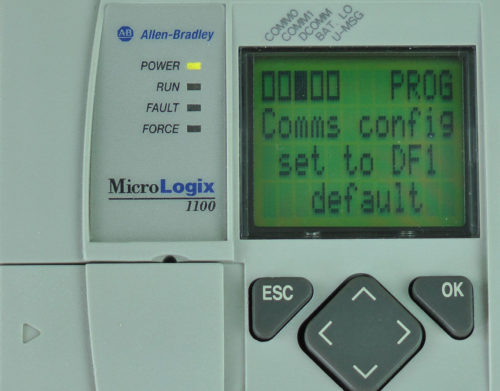 COMM0
COMM1
DCOMM
BAT. LO
U-MSG
AB Allen-Bradley
POWER
RUN
FAULT
FORCE
MicroLogix
1100
PROG
Comms config
set to DF1
default
ESC
OK